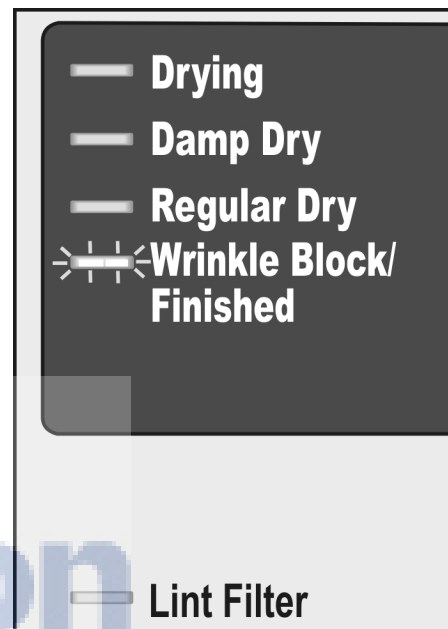 Drying
Damp Dry
Regular Dry
Wrinkle Block/
Finished
Lint Filter